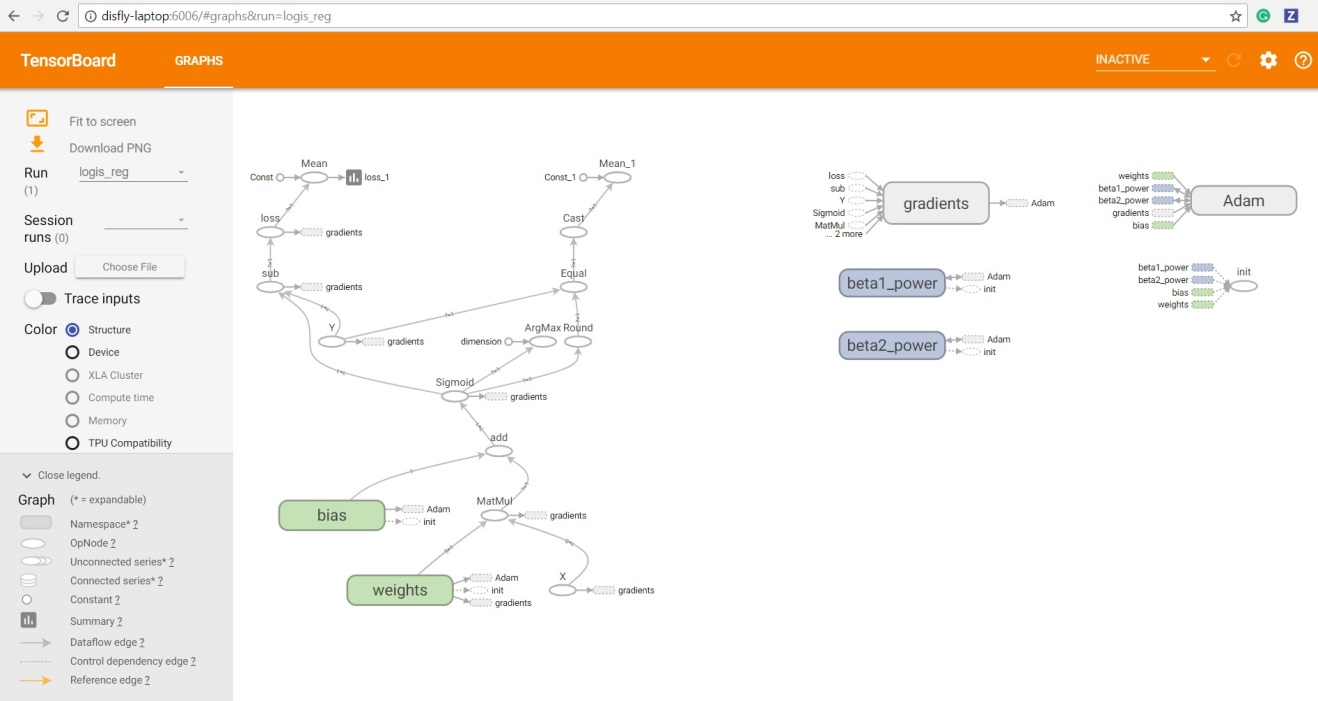 disfly-laptop:6006/#graphs&run=logis_reg
TensorBoard
GRAPHS
INACTIVE
Fit to screen
Download PNG
Run
(1)
logis_reg
Session
runs (0)
Upload
Choose File
Trace inputs
Color
Structure
Device
XLA Cluster
Compute time
Memory
TPU Compatibility
Close legend.
Graph (* = expandable)
Namespace* ?
OpNode ?
Unconnected series* ?
Connected series* ?
Constant ?
Summary ?
Dataflow edge ?
Control dependency edge ?
Reference edge ?
Mean
Const
loss_1
loss
gradients
sub
gradients
Y
gradients
Mean_1
Const_1
Cast
Equal
ArgMax
Round
dimension
Sigmoid
gradients
add
bias
Adam
init
MatMul
gradients
weights
Adam
init
gradients
X
gradients
loss
sub
Y
Sigmoid
MatMul
... 2 more
gradients
Adam
beta1_power
Adam
init
beta2_power
Adam
init
weights
beta1_power
beta2_power
gradients
bias
Adam
beta1_power
beta2_power
bias
weights
init